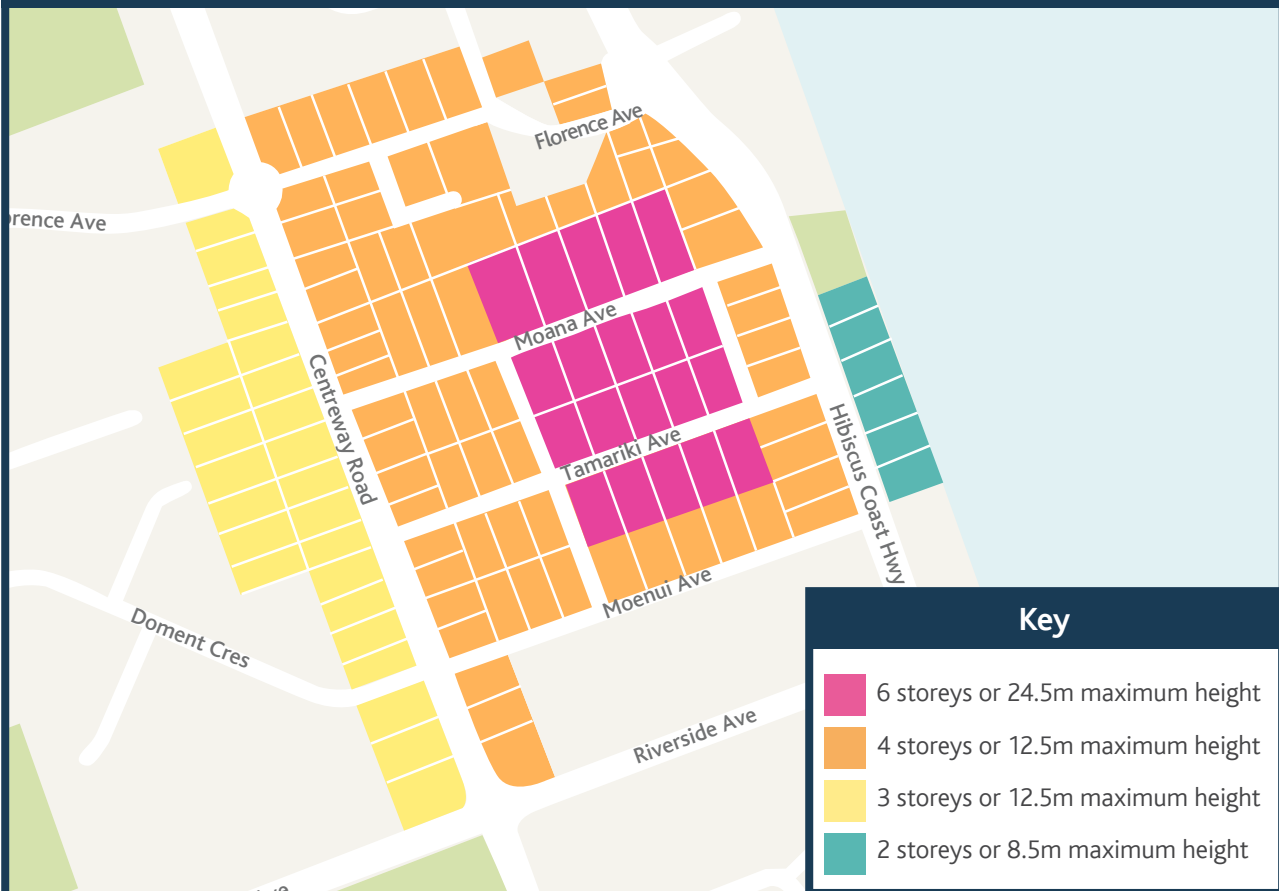 Florence Ave
orence Ave
Moana Ave
Centreway Road
Tamariki Ave
Hibiscus Coast Hwy
Moenui Ave
Doment Cres
Riverside Ave
Key
6 storeys or 24.5m maximum height
4 storeys or 12.5m maximum height
3 storeys or 12.5m maximum height
2 storeys or 8.5m maximum height